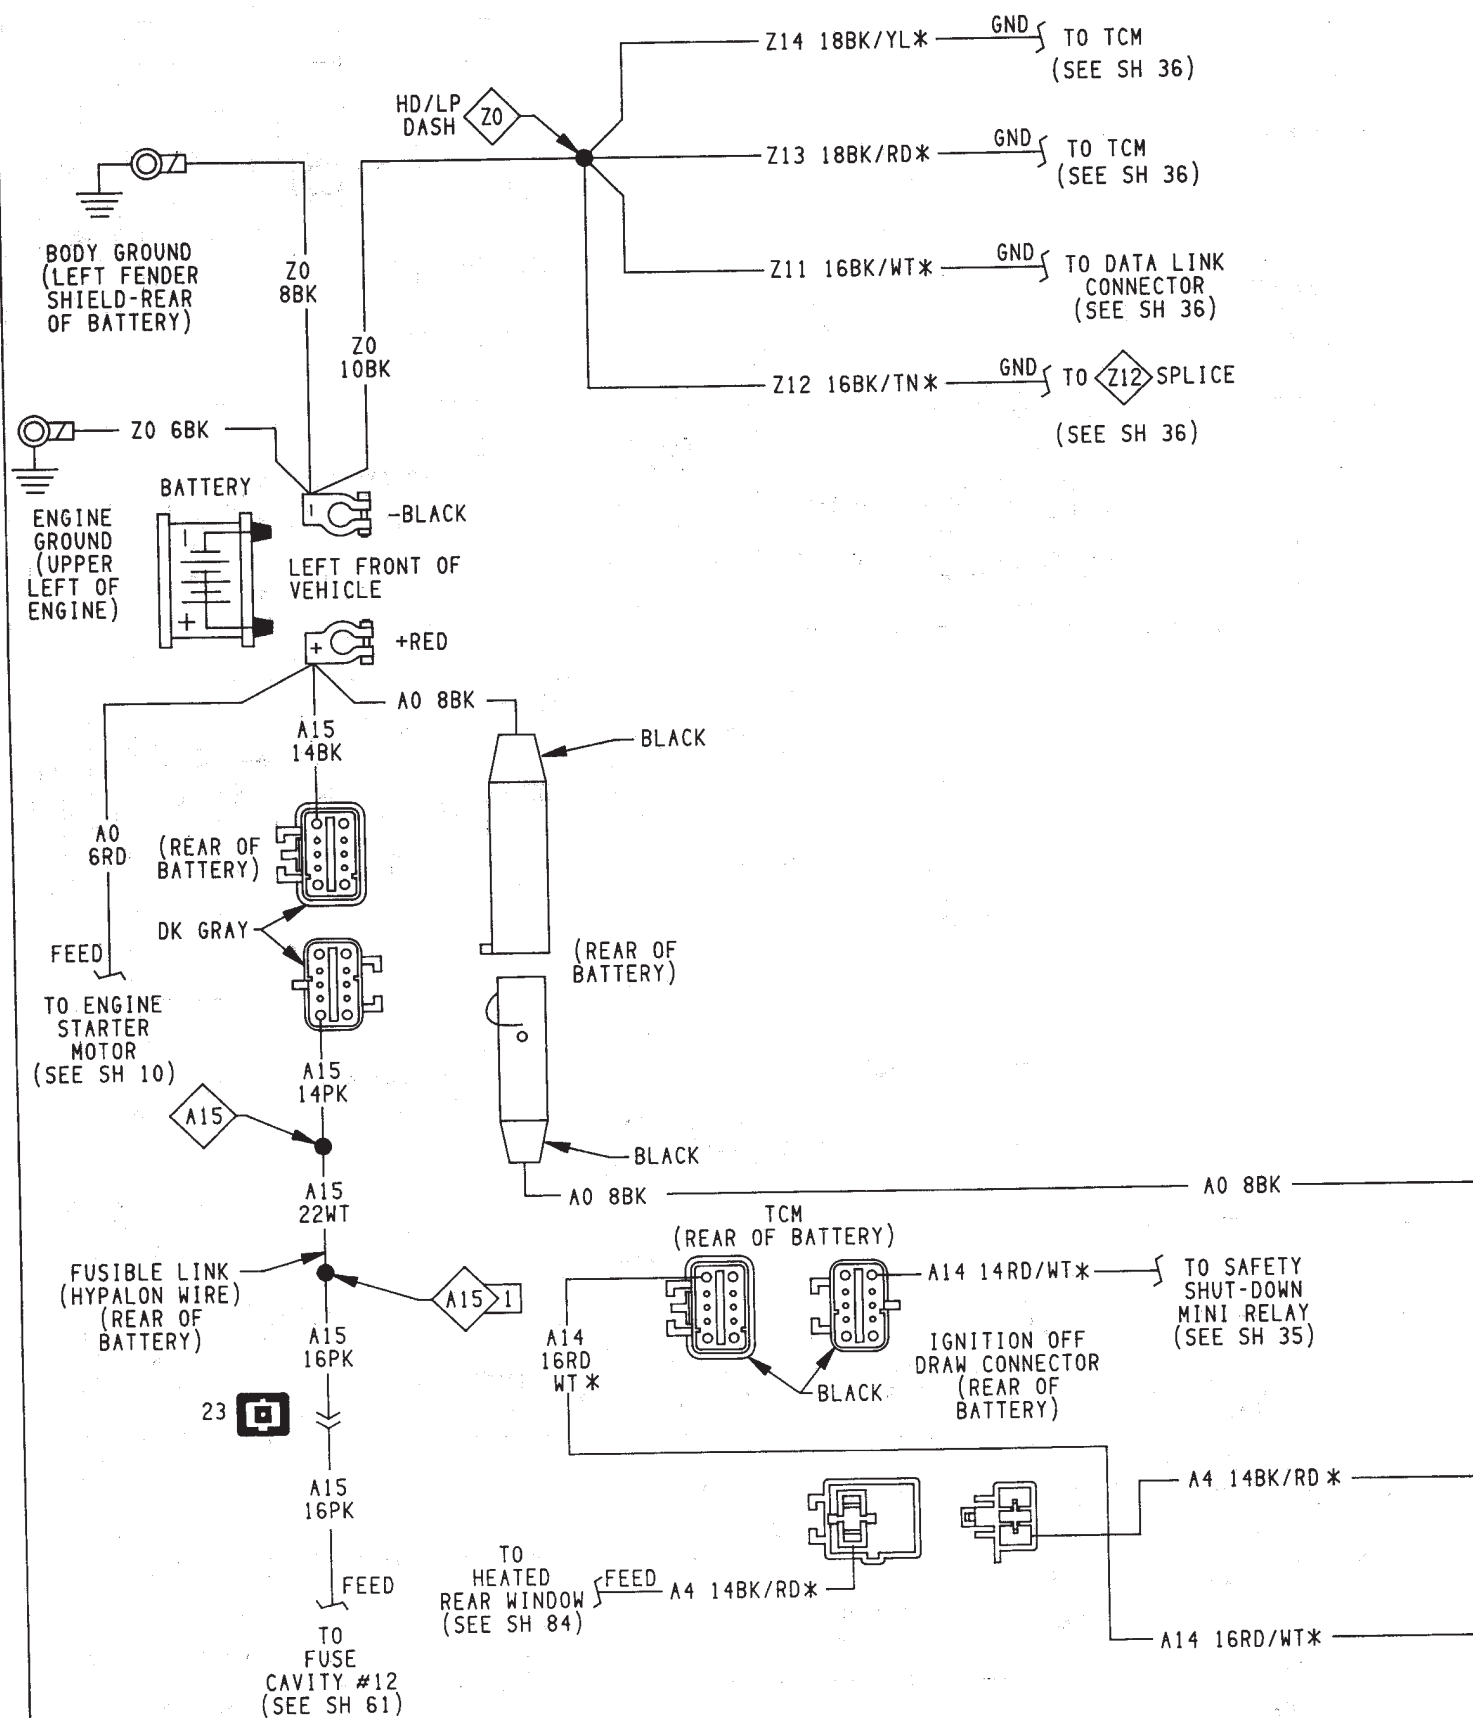 Z14 18BK/YL*
GND
TO TCM
(SEE SH 36)
HD/LP
DASH
Z0
Z13 18BK/RD*
GND
TO TCM
(SEE SH 36)
BODY GROUND
(LEFT FENDER
SHIELD-REAR
OF BATTERY)
Z0
8BK
Z11 16BK/WT*
GND
TO DATA LINK
CONNECTOR
(SEE SH 36)
Z0
10BK
Z12 16BK/TN*
GND
TO Z12 SPLICE
(SEE SH 36)
Z0 6BK
BATTERY
ENGINE
GROUND
(UPPER
LEFT OF
ENGINE)
-
-BLACK
LEFT FRONT OF
VEHICLE
+
+
+RED
A0 8BK
A15
14BK
BLACK
A0
6RD
(REAR OF
BATTERY)
DK GRAY
FEED
TO ENGINE
STARTER
MOTOR
(SEE SH 10)
(REAR OF
BATTERY)
A15
14PK
A15
BLACK
A15
22WT
A0 8BK
A0 8BK
TCM
(REAR OF BATTERY)
FUSIBLE LINK
(HYPALON WIRE)
(REAR OF
BATTERY)
A15 1
A14 14RD/WT*
TO SAFETY
SHUT-DOWN
MINI RELAY
(SEE SH 35)
A15
16PK
A14
16RD
WT*
IGNITION OFF
DRAW CONNECTOR
(REAR OF
BATTERY)
BLACK
23
A15
16PK
A4 14BK/RD*
TO
HEATED
REAR WINDOW
(SEE SH 84)
FEED
A4 14BK/RD*
FEED
TO
FUSE
CAVITY #12
(SEE SH 61)
A14 16RD/WT*